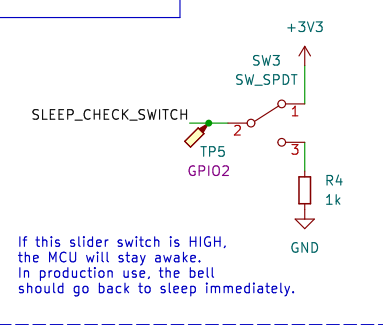 +3V3
SW3
SW_SPDT
SLEEP_CHECK_SWITCH
1
2
3
TP5
GPIO2
R4
1k
GND
If this slider switch is HIGH,
the MCU will stay awake.
In production use, the bell
should go back to sleep immediately.